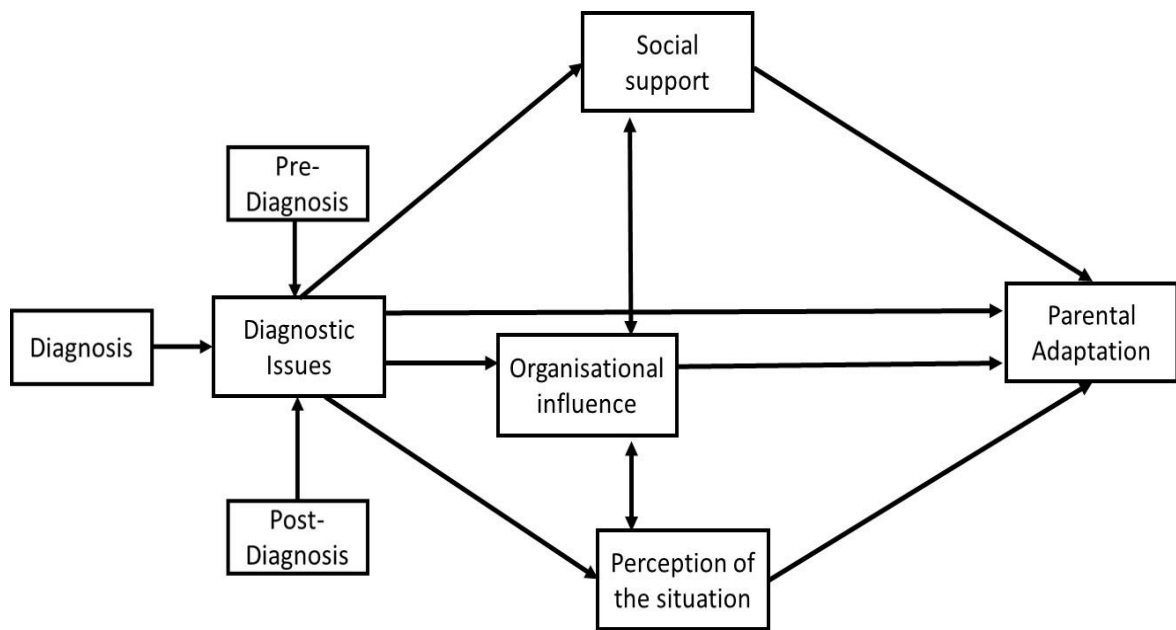 Social
support
Pre-
Diagnosis
Diagnosis
Diagnostic
Issues
Organisational
influence
Parental
Adaptation
Post-
Diagnosis
Perception of
the situation